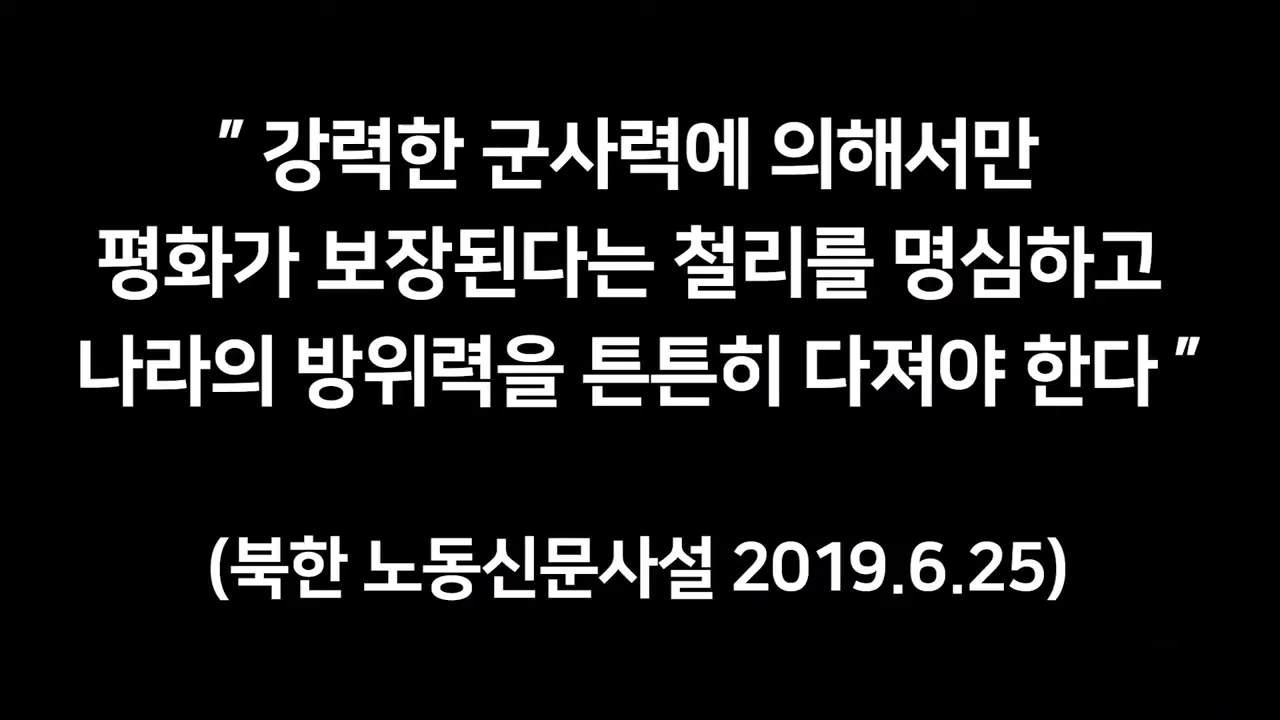 " 강력한 군사력에 의해서만
평화가 보장된다는 철리를 명심하고
나라의 방위력을 튼튼히 다져야 한다 "
(북한 노동신문사설 2019.6.25)